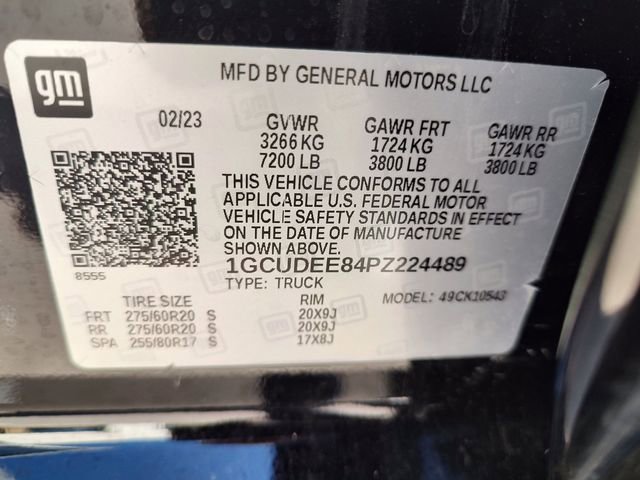 gm
MFD BY GENERAL MOTORS LLC
02/23 GVWR GAWR FRT GAWR RR
3266 KG 1724 KG 1724 KG
7200 LB 3800 LB 3800 LB
THIS VEHICLE CONFORMS TO ALL
APPLICABLE U.S. FEDERAL MOTOR
VEHICLE SAFETY STANDARDS IN EFFECT
ON THE DATE OF MANUFACTURE
SHOWN ABOVE.
8555 1GCUDEE84PZ224489
TYPE: TRUCK MODEL: 49CK10543
TIRE SIZE RIM
FRT 275/60R20 S 20X9J
RR 275/60R20 S 20X9J
SPA 255/80R17 S 17X8J